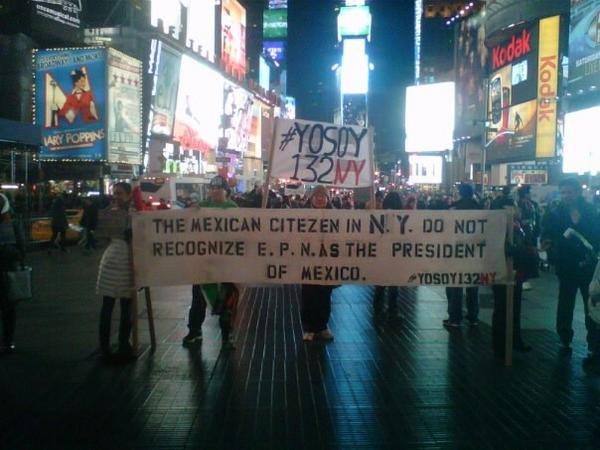 Kodak
Kodak
MARY POPPINS
#YOSOY
132NY
THE MEXICAN CITEZEN IN N.Y. DO NOT
RECOGNIZE E.P.N. AS THE PRESIDENT
OF MEXICO.
#YOSOY132NY